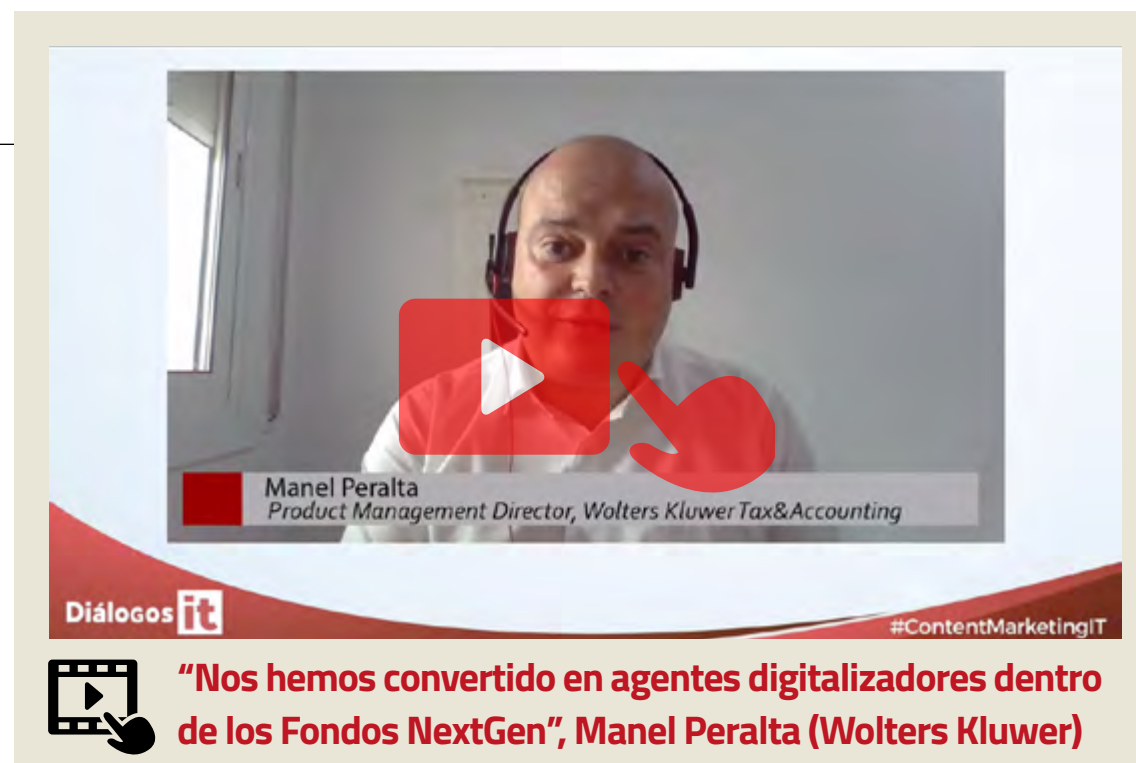 Manel Peralta
Product Management Director, Wolters Kluwer Tax&Accounting
Diálogos it
#ContentMarketingIT
“Nos hemos convertido en agentes digitalizadores dentro
de los Fondos NextGen”, Manel Peralta (Wolters Kluwer)